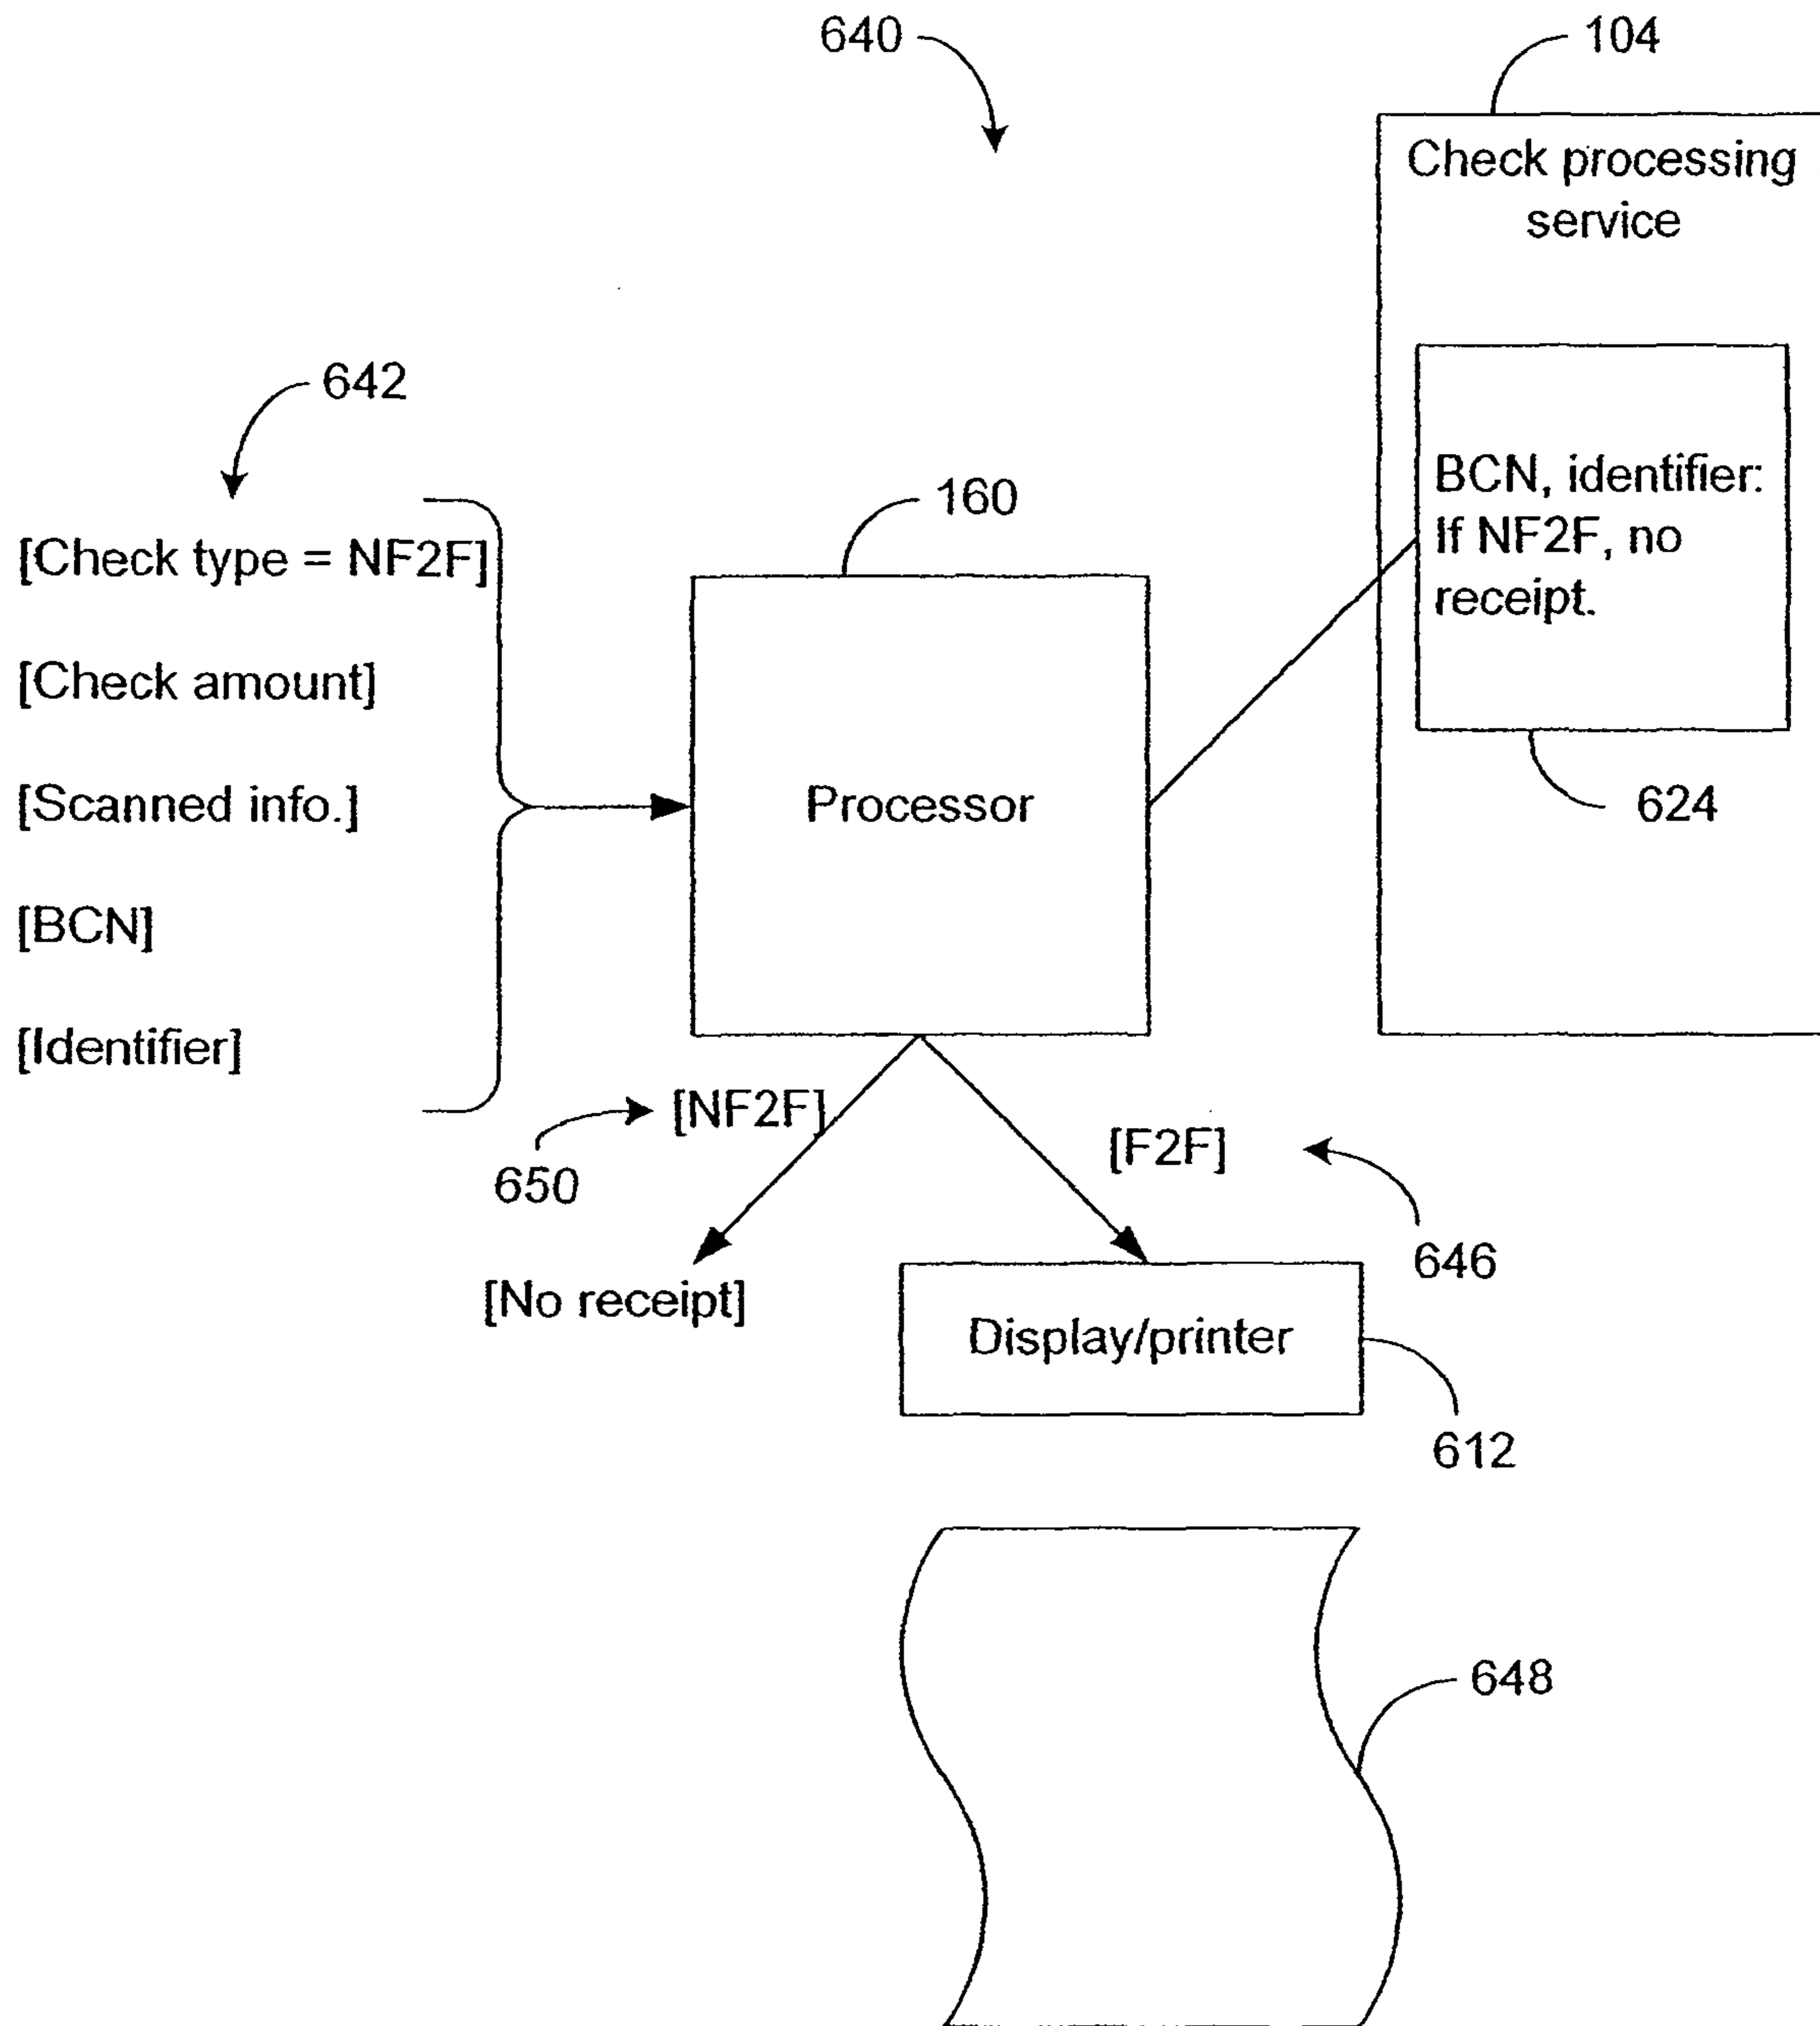 640
104
Check processing
service
642
[Check type = NF2F]
[Check amount]
[Scanned info.]
[BCN]
[Identifier]
160
Processor
BCN, identifier:
If NF2F, no
receipt.
624
[NF2F]
650
[F2F]
646
[No receipt]
Display/printer
612
648